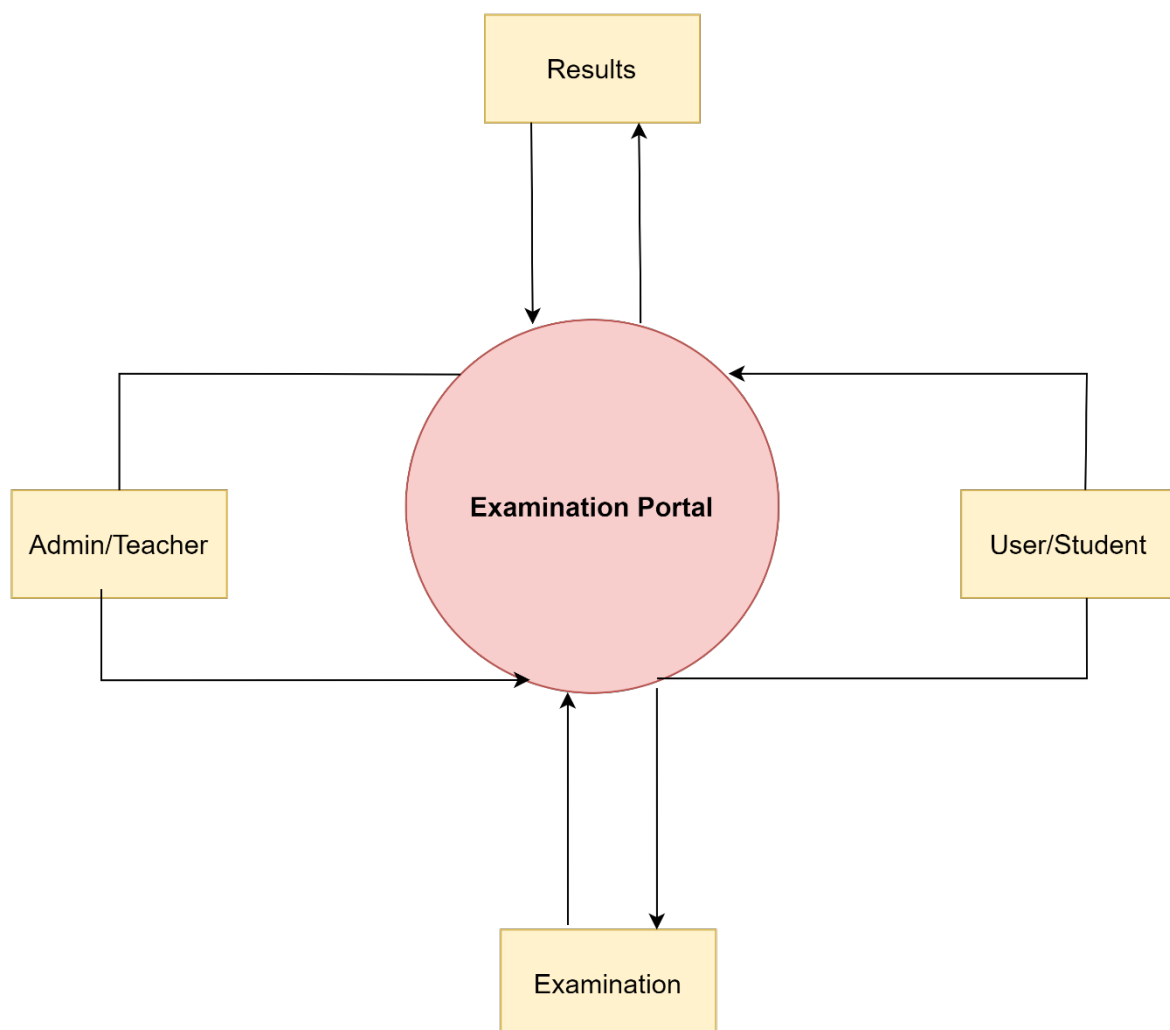 Results
Examination Portal
Admin/Teacher
User/Student
Examination